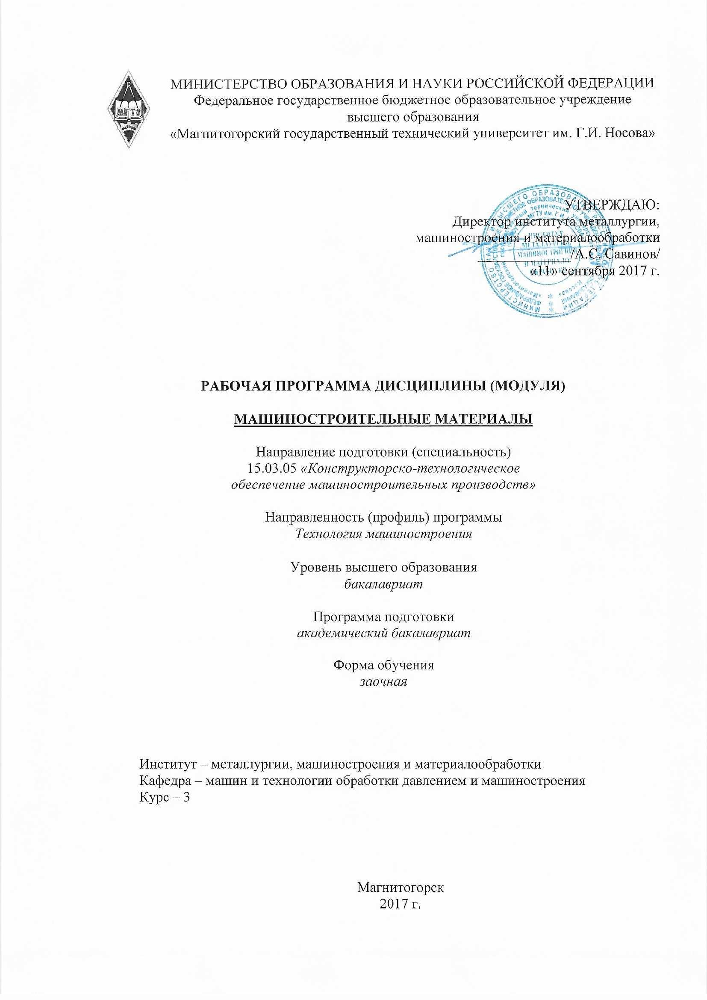 МИНИСТЕРСТВО ОБРАЗОВАНИЯ И НАУКИ РОССИЙСКОЙ ФЕДЕРАЦИИ
Федеральное государственное бюджетное образовательное учреждение
высшего образования
«Магнитогорский государственный технический университет им. Г.И. Носова»
МГТУ
УТВЕРЖДАЮ:
Директор института металлургии,
машиностроения и материалообработки
/А.С. Савинов/
«11» сентября 2017 г.
РАБОЧАЯ ПРОГРАММА ДИСЦИПЛИНЫ (МОДУЛЯ)
МАШИНОСТРОИТЕЛЬНЫЕ МАТЕРИАЛЫ
Направление подготовки (специальность)
15.03.05 «Конструкторско-технологическое
обеспечение машиностроительных производств»
Направленность (профиль) программы
Технология машиностроения
Уровень высшего образования
бакалавриат
Программа подготовки
академический бакалавриат
Форма обучения
заочная
Институт – металлургии, машиностроения и материалообработки
Кафедра – машин и технологии обработки давлением и машиностроения
Курс – 3
Магнитогорск
2017 г.